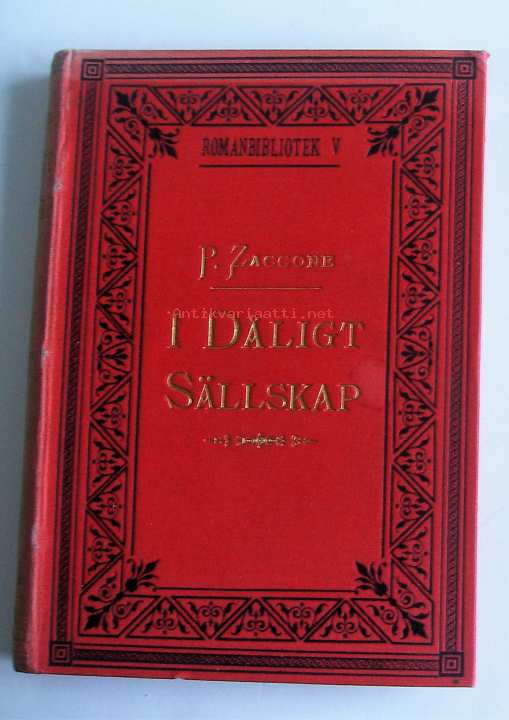 ROMANBIBLIOTEK V
P. ZACCONE
Antikvariaatti.net
I DÅLIGT
SÄLLSKAP